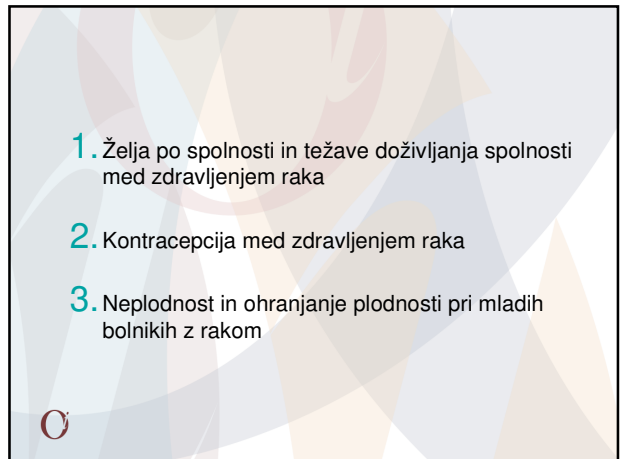 1. Želja po spolnosti in težave doživljanja spolnosti
med zdravljenjem raka
2. Kontracepcija med zdravljenjem raka
3. Neplodnost in ohranjanje plodnosti pri mladih
bolnikih z rakom